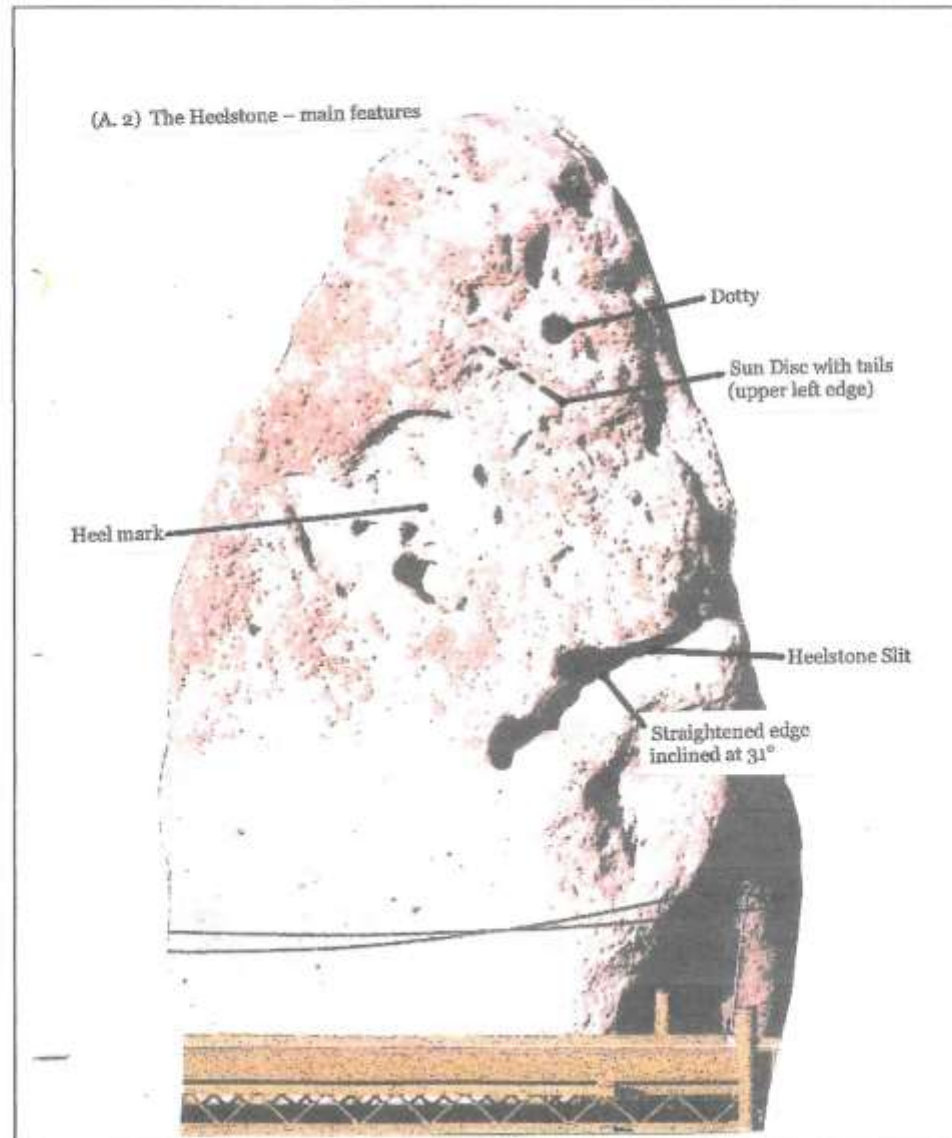 (A. 2) The Heelstone – main features
Dotty
Sun Disc with tails
(upper left edge)
Heel mark
Heelstone Slit
Straightened edge
inclined at 31°